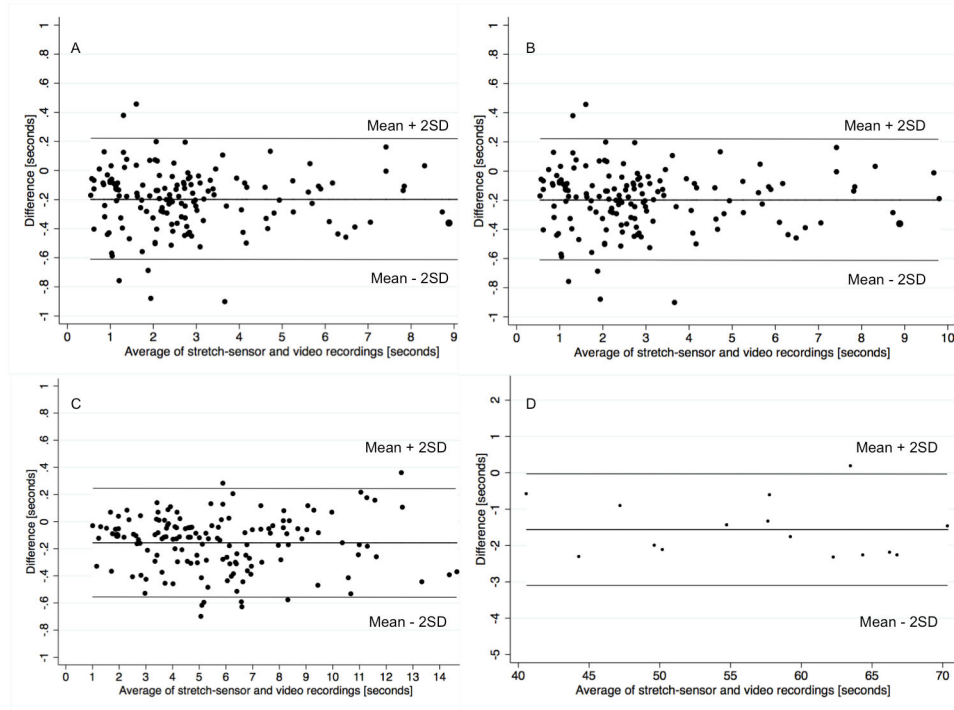 A
Difference [seconds]
1
.8
.6
.4
.2
0
-.2
-.4
-.6
-.8
-1
Mean + 2SD
Mean - 2SD
0 1 2 3 4 5 6 7 8 9
Average of stretch-sensor and video recordings [seconds]
B
Difference [seconds]
1
.8
.6
.4
.2
0
-.2
-.4
-.6
-.8
-1
Mean + 2SD
Mean - 2SD
0 1 2 3 4 5 6 7 8 9 10
Average of stretch-sensor and video recordings [seconds]
C
Difference [seconds]
1
.8
.6
.4
.2
0
-.2
-.4
-.6
-.8
-1
Mean + 2SD
Mean - 2SD
0 1 2 3 4 5 6 7 8 9 10 11 12 13 14
Average of stretch-sensor and video recordings [seconds]
D
Difference [seconds]
2
1
0
-1
-2
-3
-4
-5
Mean + 2SD
Mean - 2SD
40 45 50 55 60 65 70
Average of stretch-sensor and video recordings [seconds]